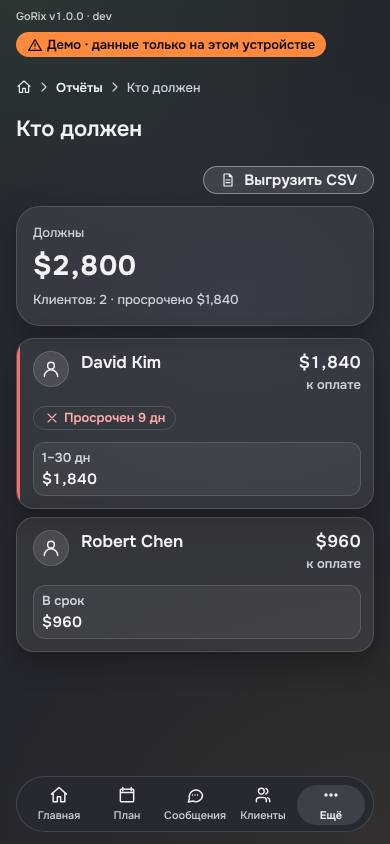 GoRix v1.0.0 · dev
Демо · данные только на этом устройстве
Отчёты
Кто должен
Кто должен
Выгрузить CSV
Должны
$2,800
Клиентов: 2 · просрочено $1,840
David Kim
$1,840
к оплате
Просрочен 9 дн
1–30 дн
$1,840
Robert Chen
$960
к оплате
В срок
$960
Главная
План
Сообщения
Клиенты
Ещё